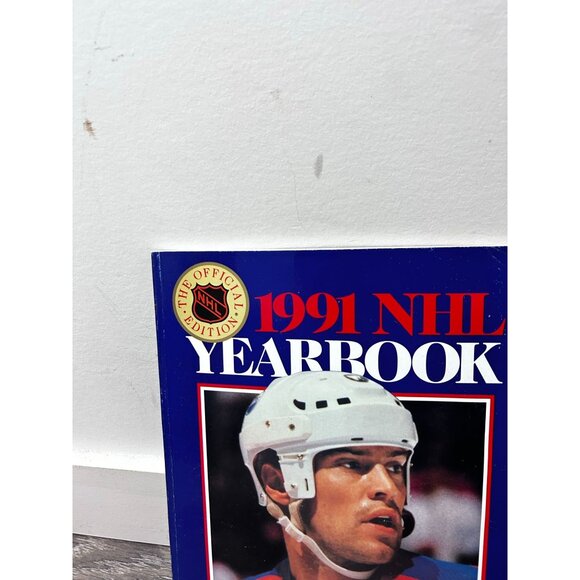 THE OFFICIAL
NHL
EDITION
1991 NHL
YEARBOOK